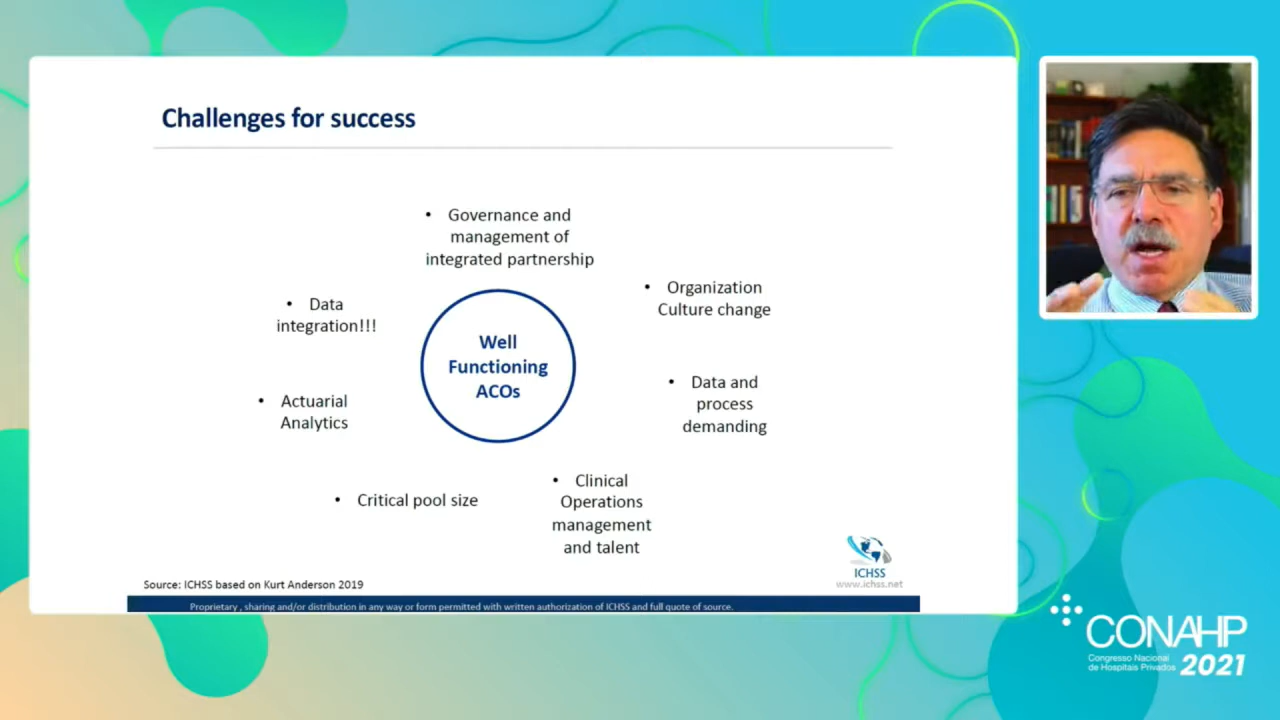 Challenges for success
• Governance and
management of
integrated partnership
• Organization
Culture change
• Data
integration!!!
Well
Functioning
ACOs
• Data and
process
demanding
• Actuarial
Analytics
• Clinical
Operations
management
and talent
• Critical pool size
ICHSS
www.ichss.net
Source: ICHSS based on Kurt Anderson 2019
Proprietary , sharing and/or distribution in any way or form permitted with written authorization of ICHSS and full quote of source.
CONAHP
Congresso Nacional
de Hospitais Privados
2021